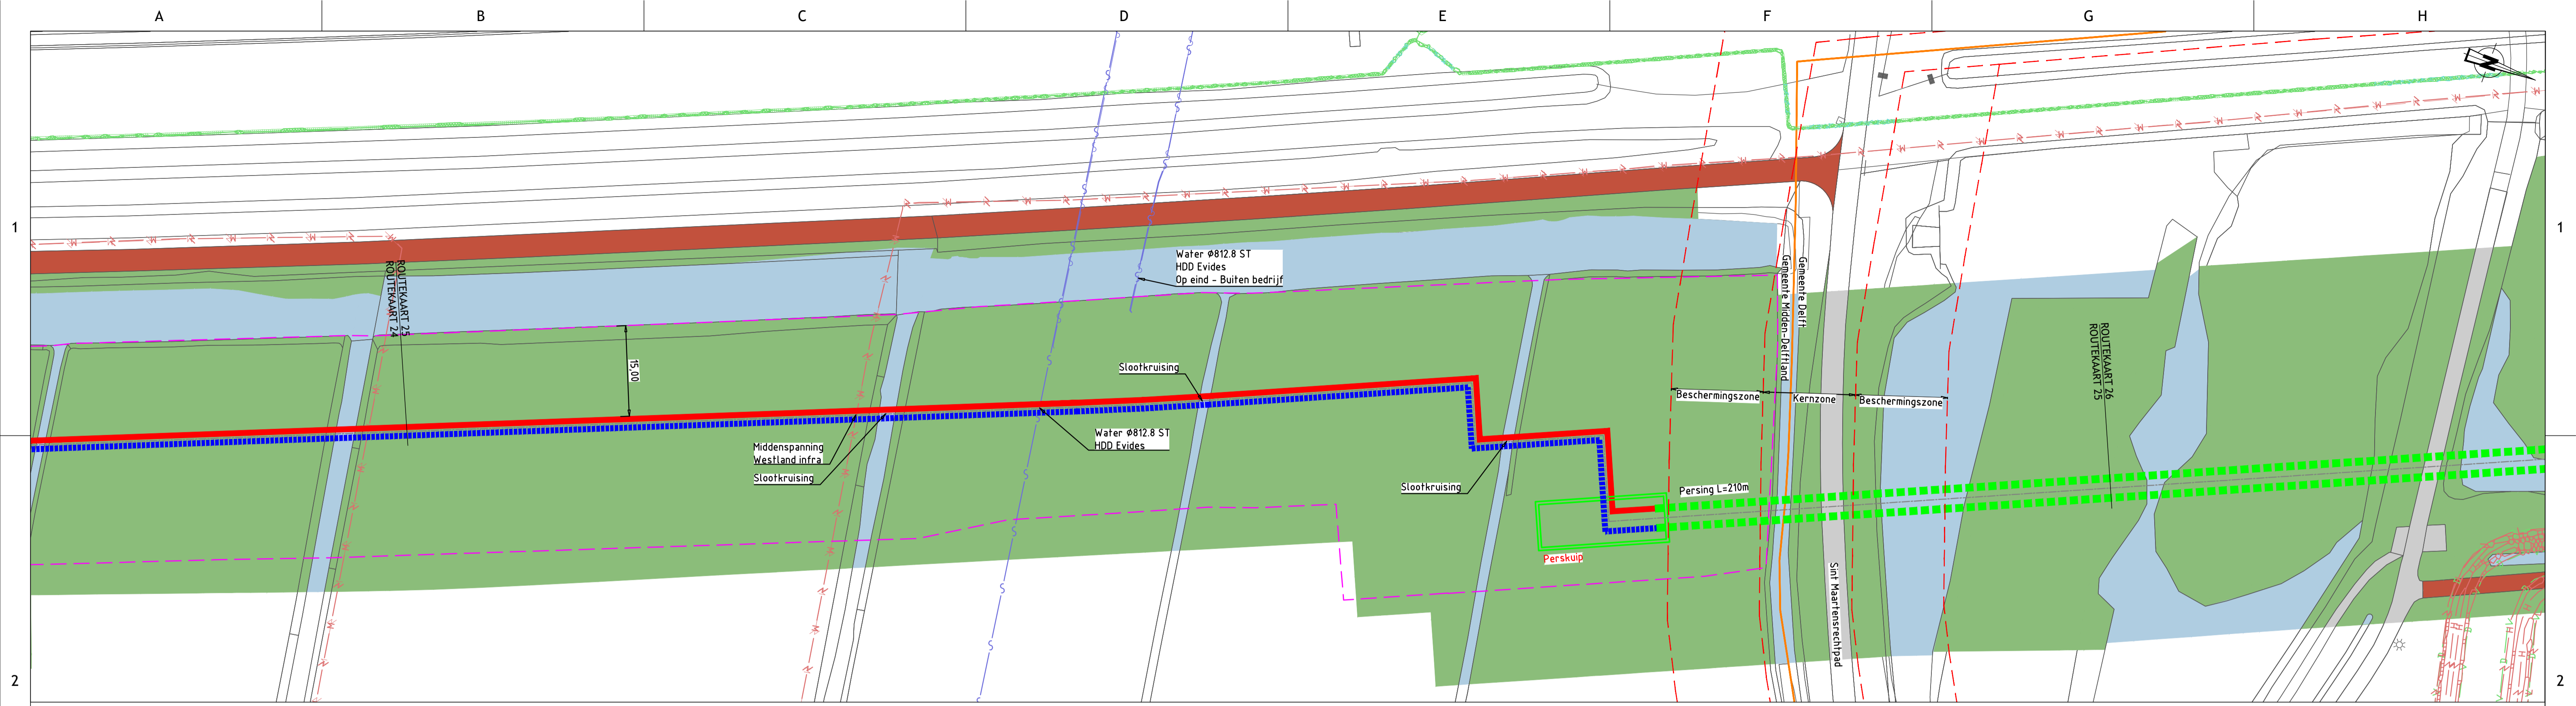 A
B
C
D
E
F
G
H
1
1
2
2
N
Water Ø812.8 ST
HDD Evides
Op eind - Buiten bedrijf
ROUTEKAART 25
ROUTEKAART 24
15,00
Slootkruising
Middenspanning
Westland infra
Slootkruising
Water Ø812.8 ST
HDD Evides
Slootkruising
Perskuip
Persing L=210m
Gemeente Delft
Gemeente Midden-Delftland
Beschermingszone
Kernzone
Beschermingszone
Sint Maartensrechtpad
ROUTEKAART 26
ROUTEKAART 25